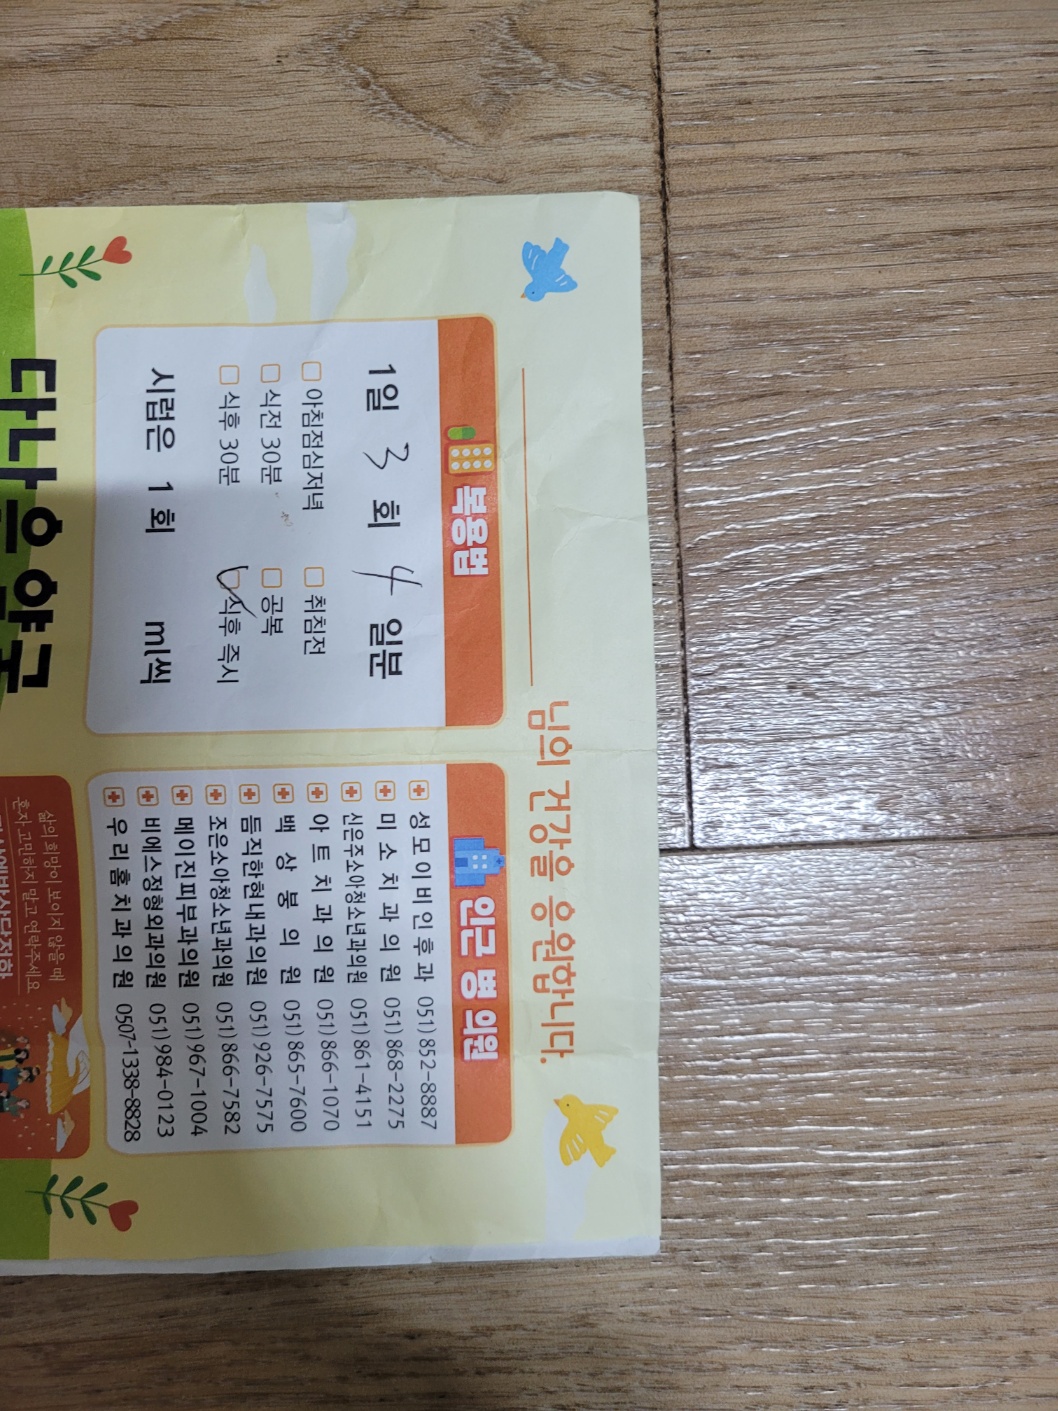 님의 건강을 응원합니다.
복용법
1일 3 회 4 일분
아침점심저녁 취침전
식전 30분 공복
식후 30분 식후 즉시
시럽은 1회 ml씩
인근 병 의원
성모이비인후과 051)852-8887
미소치과의원 051)868-2275
신은주소아청소년과의원 051)861-4151
아트치과의원 051)866-1070
백상봉의원 051)865-7600
듬직한현내과의원 051)926-7575
조은소아청소년과의원 051)866-7582
메이진피부과의원 051)967-1004
비에스정형외과의원 051)984-0123
우리홈치과의원 0507-1338-8828
다나은약국
삶의 희망이 보이지 않을 때
혼자 고민하지 말고 연락주세요